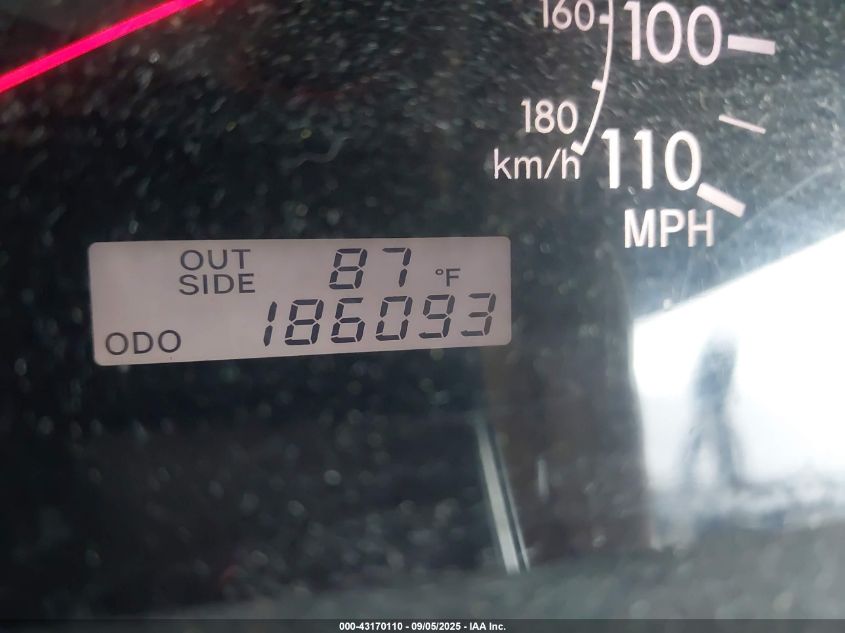 160
100
180
km/h
110
MPH
OUT
SIDE
87 °F
ODO 186093
000-43170110 - 09/05/2025 - IAA Inc.